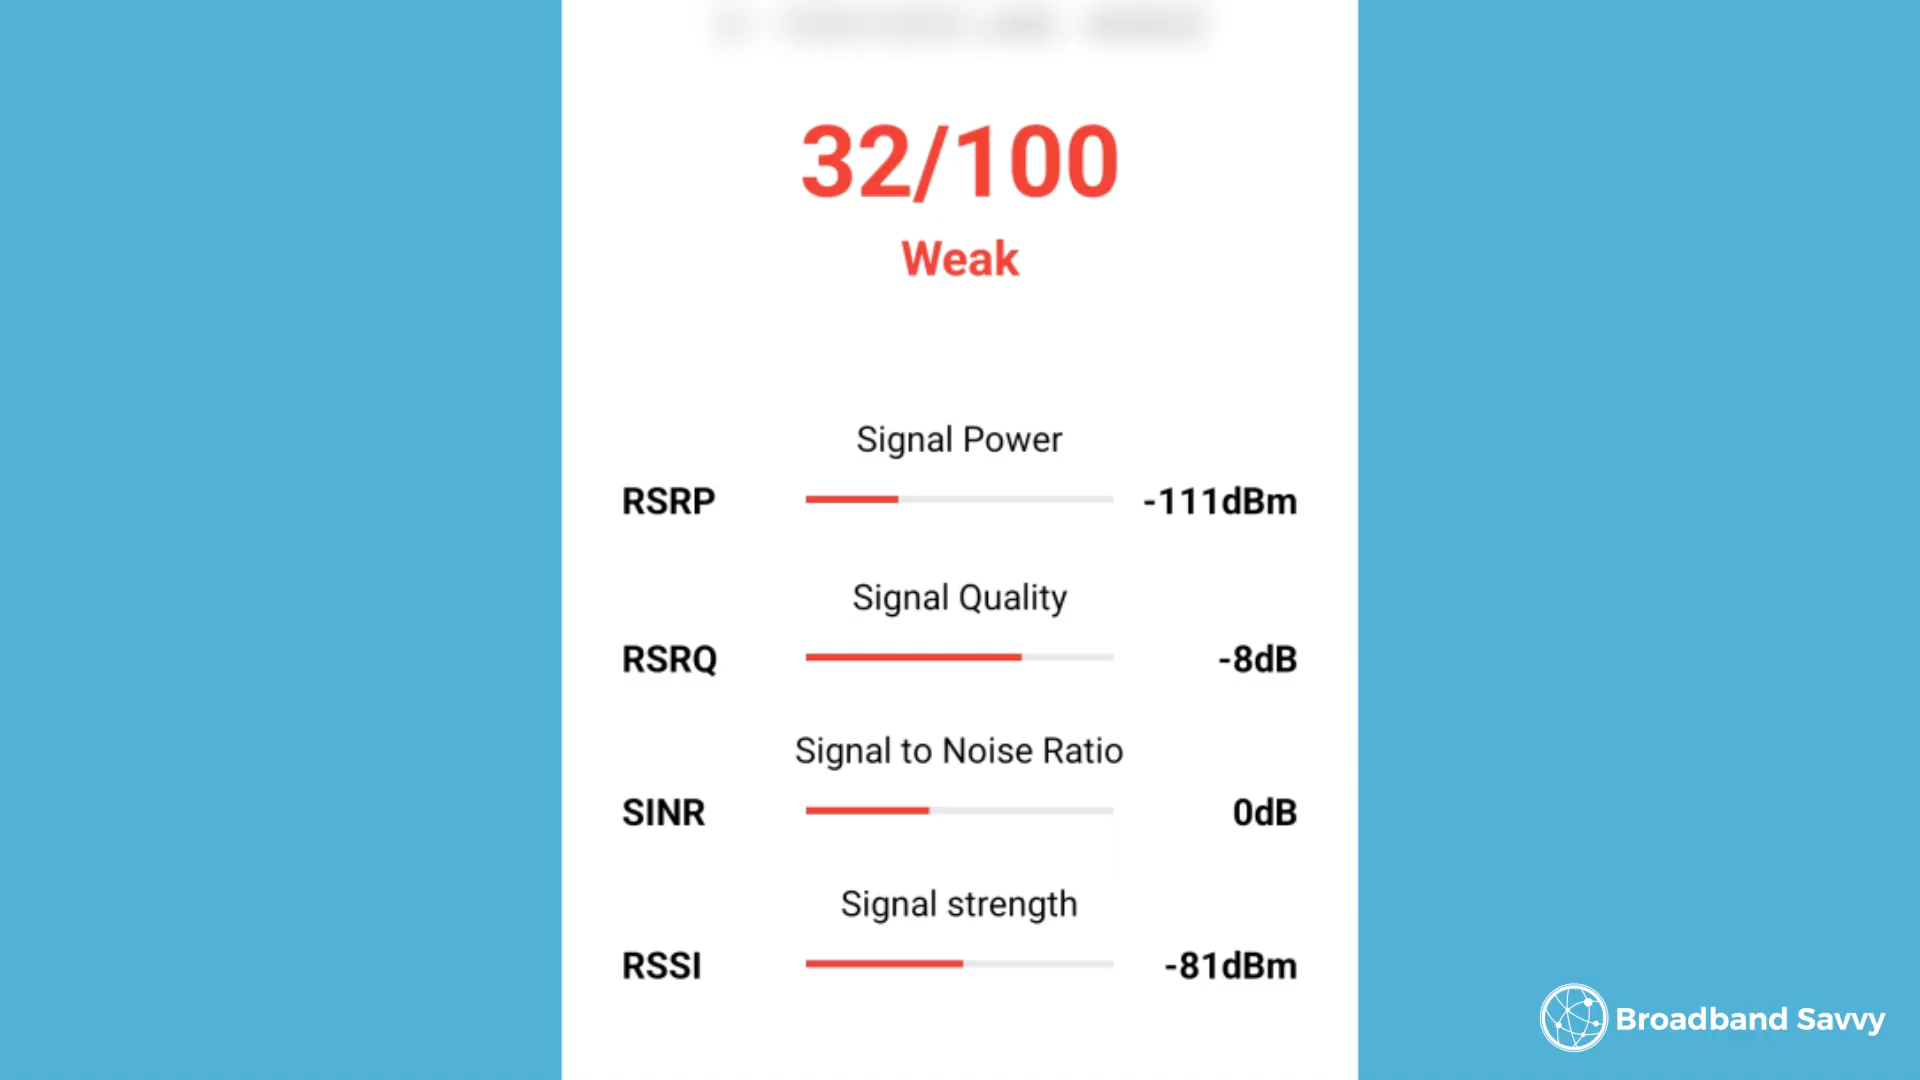 32/100
Weak
Signal Power
RSRP -111dBm
Signal Quality
RSRQ -8dB
Signal to Noise Ratio
SINR 0dB
Signal strength
RSSI -81dBm
Broadband Savvy